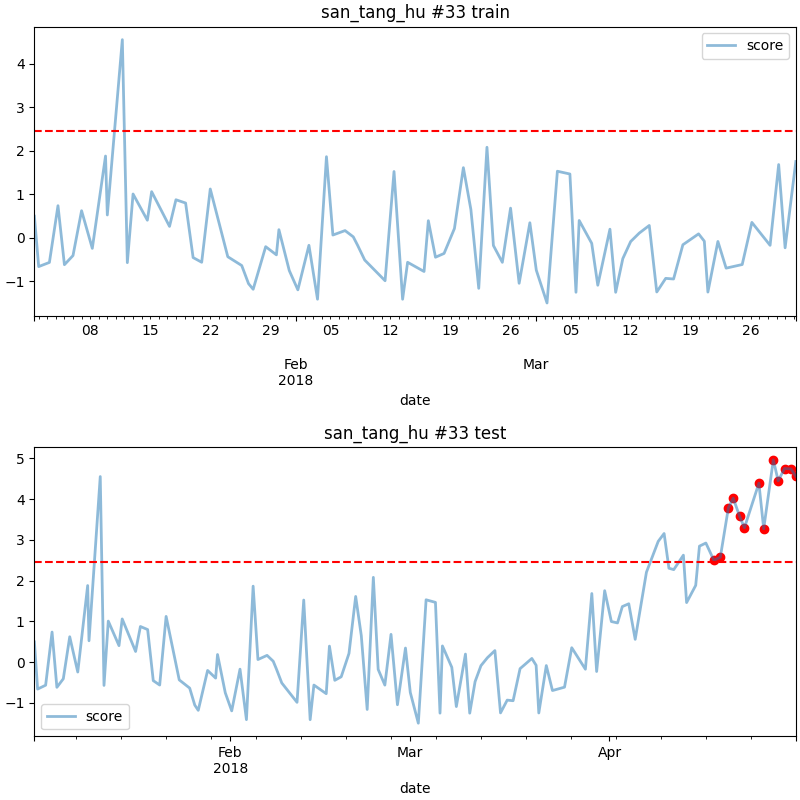 san_tang_hu #33 train
score
4
3
2
1
0
−1
08 15 22 29 05 12 19 26 05 12 19 26
Feb Mar
2018
date
san_tang_hu #33 test
5
4
3
2
1
0
−1
score
Feb Mar Apr
2018
date